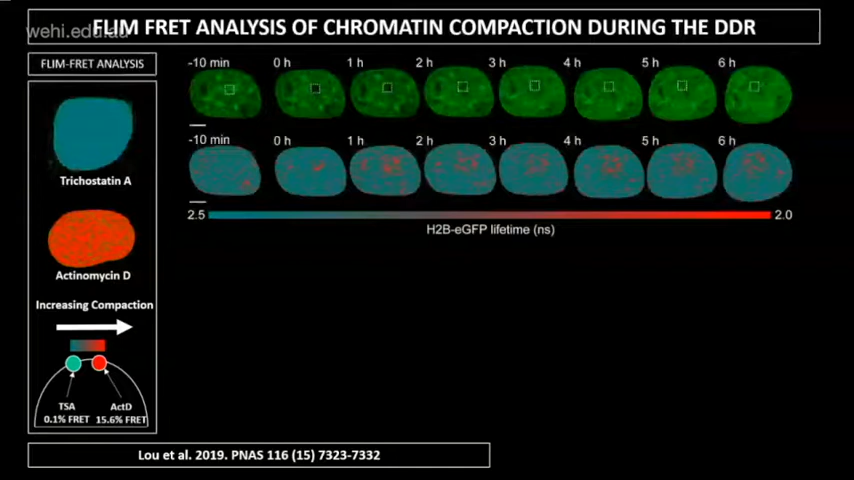 FLIM FRET ANALYSIS OF CHROMATIN COMPACTION DURING THE DDR
wehi.edu.au
FLIM-FRET ANALYSIS
-10 min 0 h 1 h 2 h 3 h 4 h 5 h 6 h
-10 min 0 h 1 h 2 h 3 h 4 h 5 h 6 h
Trichostatin A
2.5 2.0
H2B-eGFP lifetime (ns)
Actinomycin D
Increasing Compaction
TSA ActD
0.1% FRET 15.6% FRET
Lou et al. 2019. PNAS 116 (15) 7323-7332